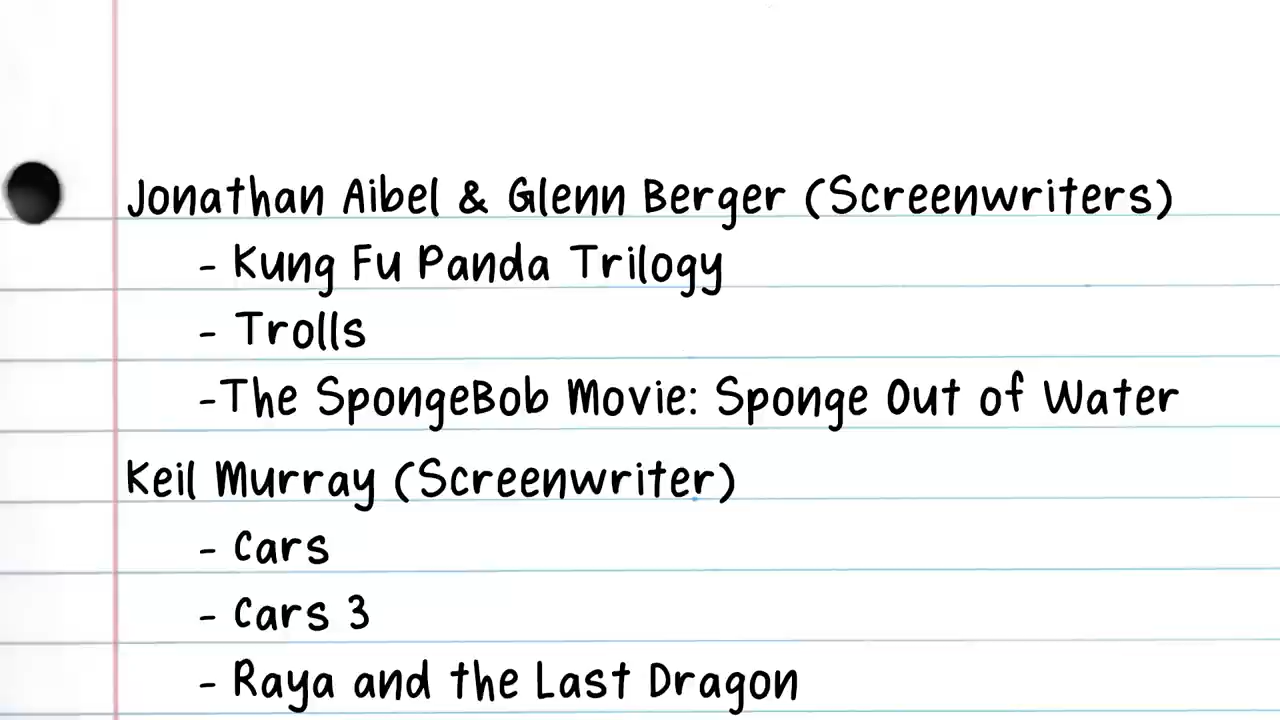 Jonathan Aibel & Glenn Berger (Screenwriters)
- Kung Fu Panda Trilogy
- Trolls
-The SpongeBob Movie: Sponge Out of Water
Keil Murray (Screenwriter)
- Cars
- Cars 3
- Raya and the Last Dragon